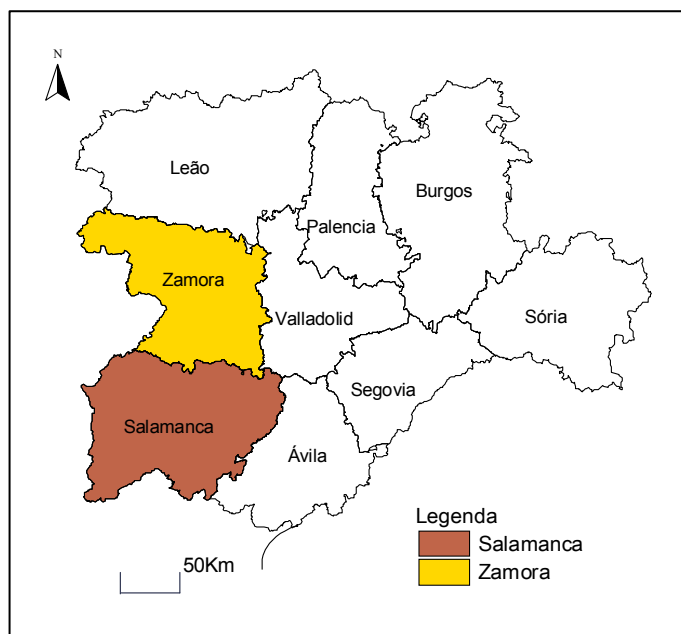 N
Leão
Burgos
Palencia
Zamora
Valladolid
Sória
Segovia
Salamanca
Ávila
Legenda
Salamanca
Zamora
50Km